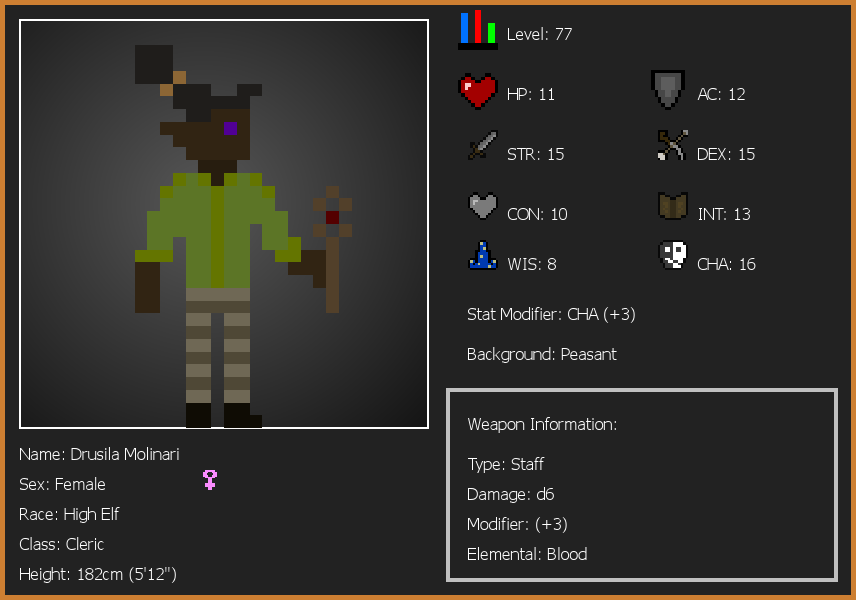 Level: 77
HP: 11
AC: 12
STR: 15
DEX: 15
CON: 10
INT: 13
WIS: 8
CHA: 16
Stat Modifier: CHA (+3)
Background: Peasant
Weapon Information:
Type: Staff
Damage: d6
Modifier: (+3)
Elemental: Blood
Name: Drusila Molinari
Sex: Female
Race: High Elf
Class: Cleric
Height: 182cm (5'12")